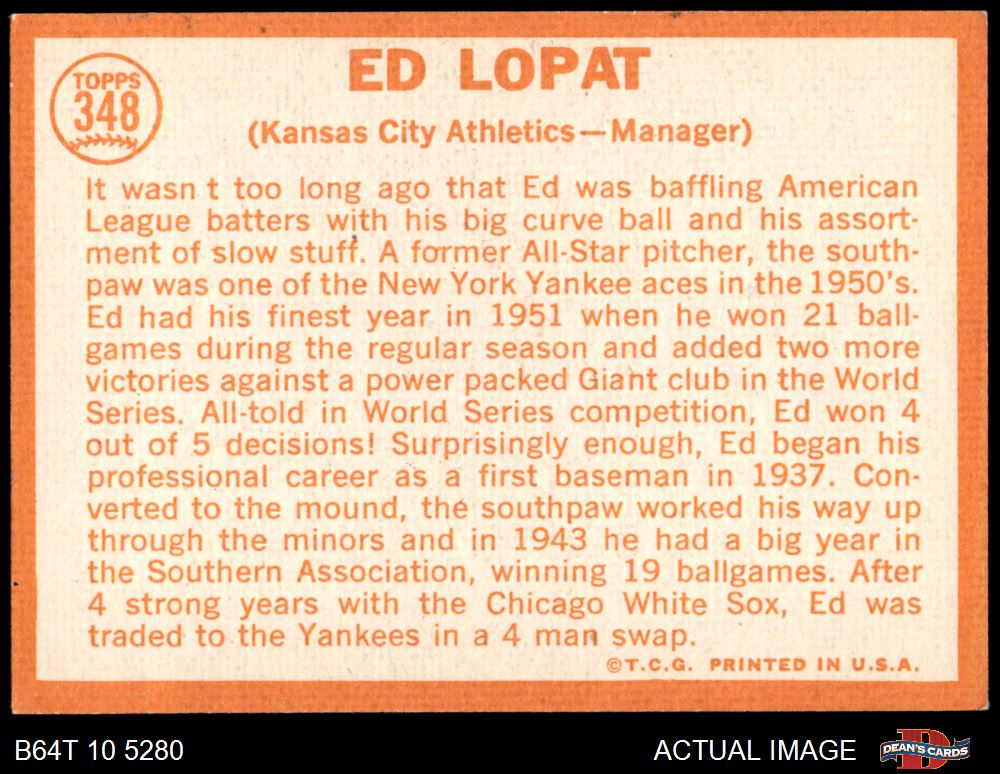 TOPPS
348
ED LOPAT
(Kansas City Athletics—Manager)
It wasn t too long ago that Ed was baffling American
League batters with his big curve ball and his assort-
ment of slow stuff. A former All-Star pitcher, the south-
paw was one of the New York Yankee aces in the 1950's.
Ed had his finest year in 1951 when he won 21 ball-
games during the regular season and added two more
victories against a power packed Giant club in the World
Series. All-told in World Series competition, Ed won 4
out of 5 decisions! Surprisingly enough, Ed began his
professional career as a first baseman in 1937. Con-
verted to the mound, the southpaw worked his way up
through the minors and in 1943 he had a big year in
the Southern Association, winning 19 ballgames. After
4 strong years with the Chicago White Sox, Ed was
traded to the Yankees in a 4 man swap.
©T.C.G. PRINTED IN U.S.A.
B64T 10 5280
ACTUAL IMAGE
D
DEAN'S CARDS